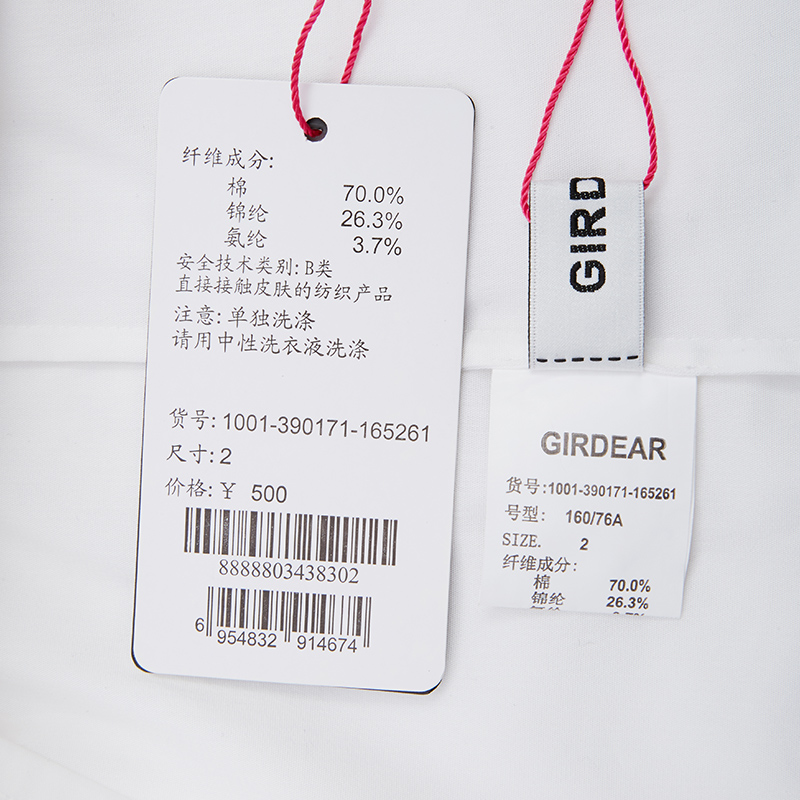 纤维成分:
棉 70.0%
锦纶 26.3%
氨纶 3.7%
安全技术类别: B类
直接接触皮肤的纺织产品
注意: 单独洗涤
请用中性洗衣液洗涤
货号: 1001-390171-165261
尺寸: 2
价格: ¥ 500
8888803438302
6 954832 914674
GIRD
GIRDEAR
货号:1001-390171-165261
号型: 160/76A
SIZE. 2
纤维成分:
棉 70.0%
锦纶 26.3%